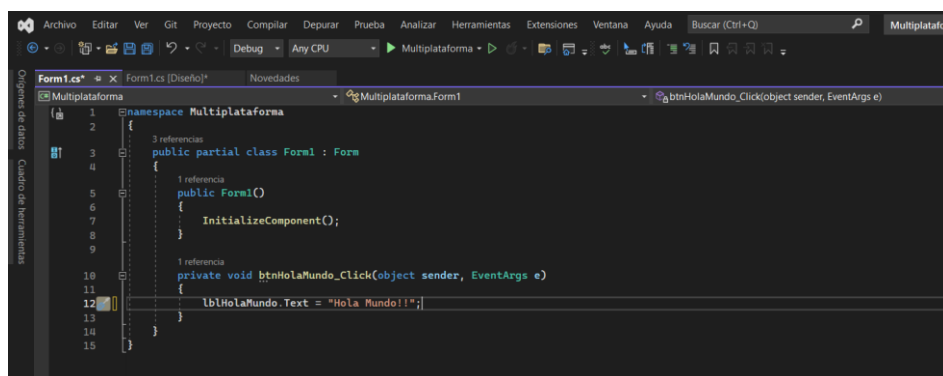 Archivo Editar Ver Git Proyecto Compilar Depurar Prueba Analizar Herramientas Extensiones Ventana Ayuda Buscar (Ctrl+Q) Multiplatafo
Debug Any CPU Multiplataforma
Form1.cs* Form1.cs [Diseño]* Novedades
Multiplataforma Multiplataforma.Form1 btnHolaMundo_Click(object sender, EventArgs e)
Orígenes de datos
Cuadro de herramientas
1 namespace Multiplataforma
2 {
3 referencias
3 public partial class Form1 : Form
4 {
1 referencia
5 public Form1()
6 {
7 InitializeComponent();
8 }
9
1 referencia
10 private void btnHolaMundo_Click(object sender, EventArgs e)
11 {
12 lblHolaMundo.Text = "Hola Mundo!!";
13 }
14 }
15 }